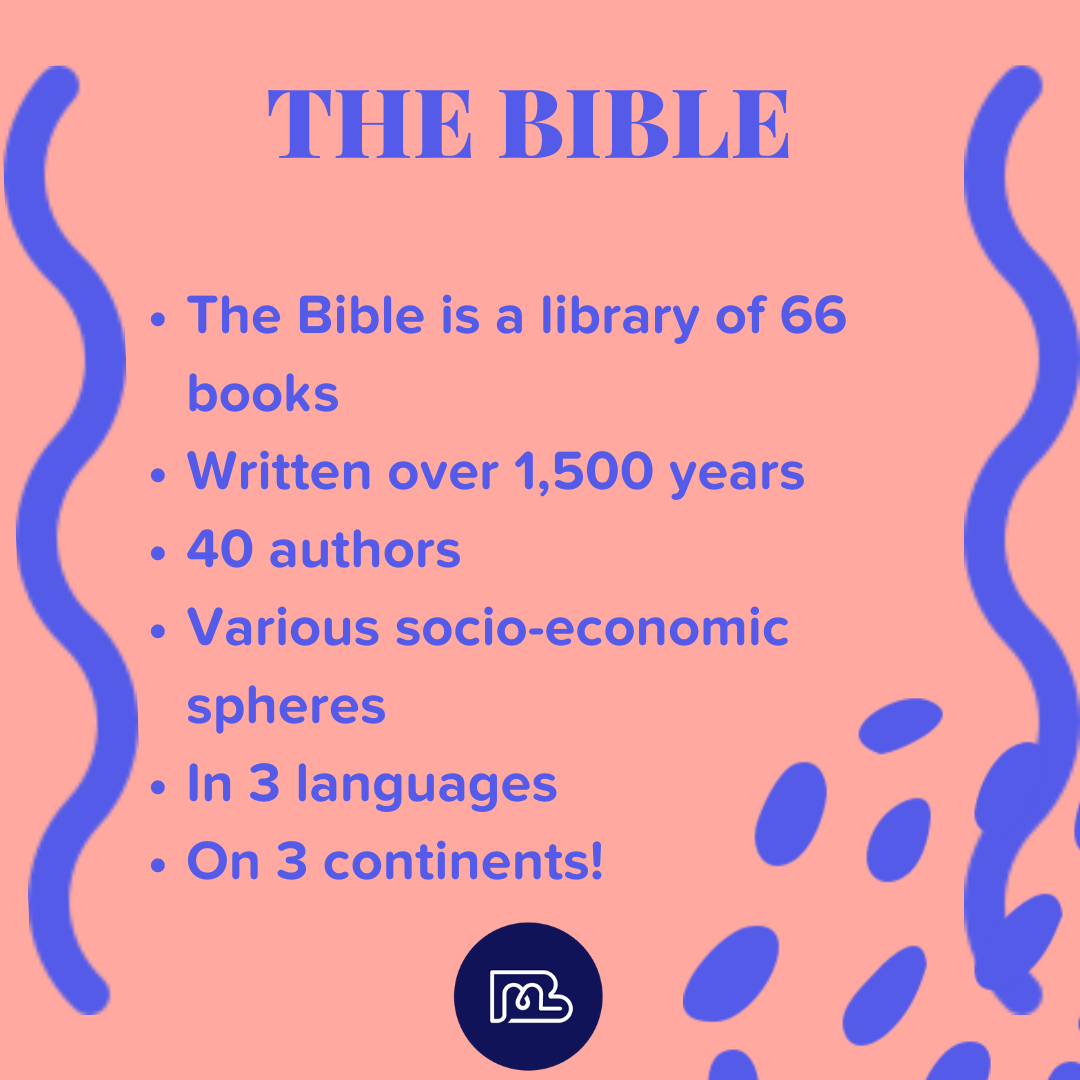 THE BIBLE
• The Bible is a library of 66
books
• Written over 1,500 years
• 40 authors
• Various socio-economic
spheres
• In 3 languages
• On 3 continents!